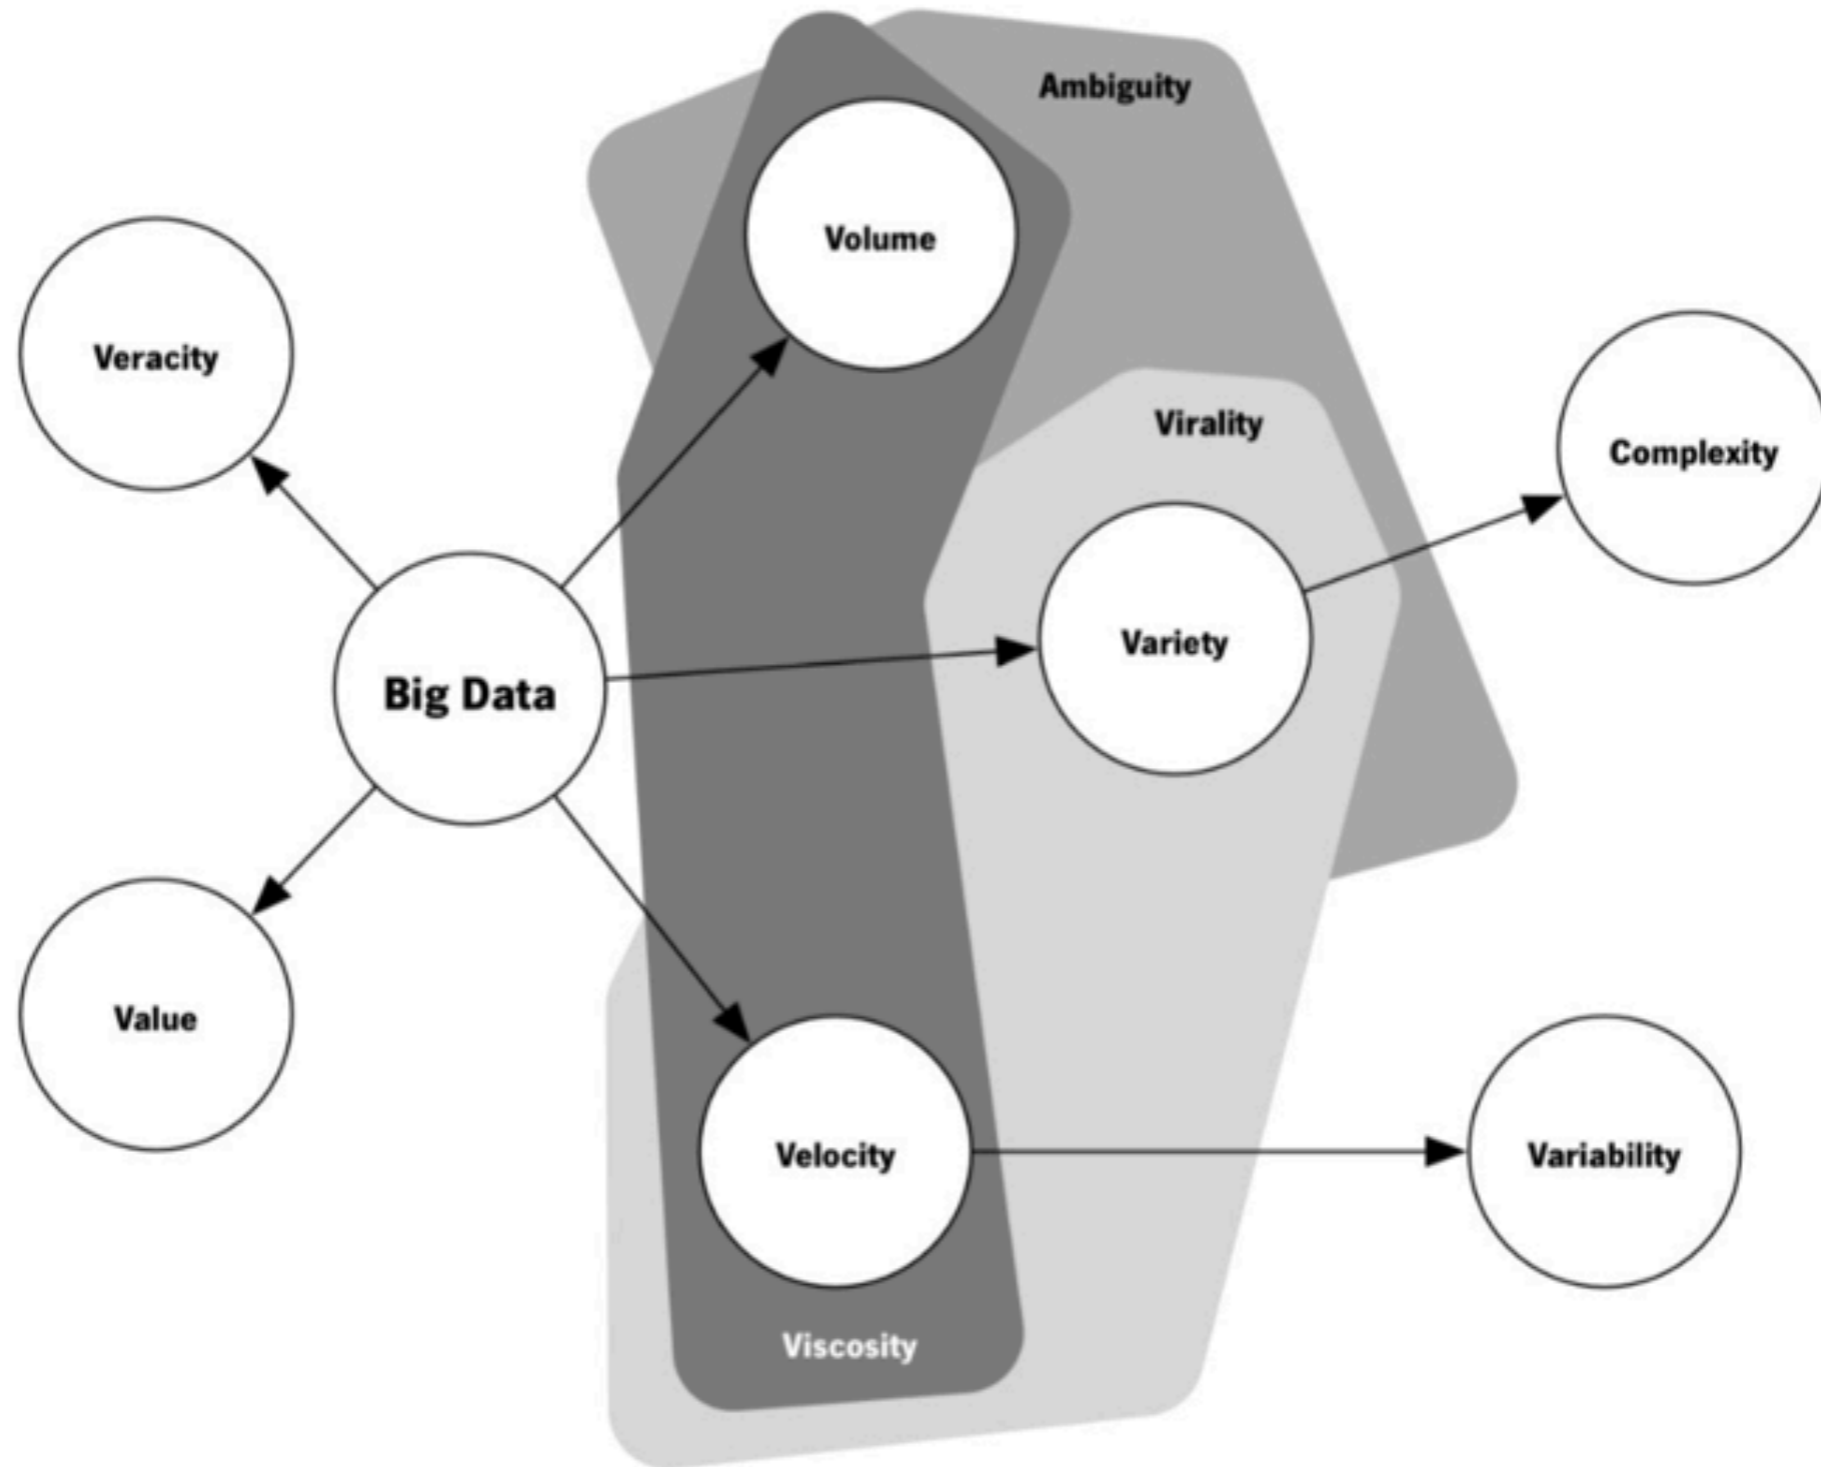 Ambiguity
Volume
Veracity
Virality
Complexity
Variety
Big Data
Value
Velocity
Variability
Viscosity